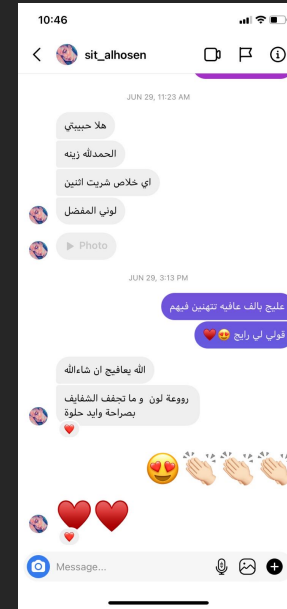 10:46
sit_alhosen
JUN 29, 11:23 AM
هلا حبيبتي
الحمدلله زينه
اي خلاص شريت اثنين
لوني المفضل
Photo
JUN 29, 3:13 PM
عليج بالف عافيه تتهنين فيهم
قولي لي رايج 😍♥️
الله يعافيج ان شاءالله
رووعة لون و ما تجفف الشفايف
بصراحة وايد حلوة
😍👏🏻👏🏻👏🏻
♥️♥️
Message...